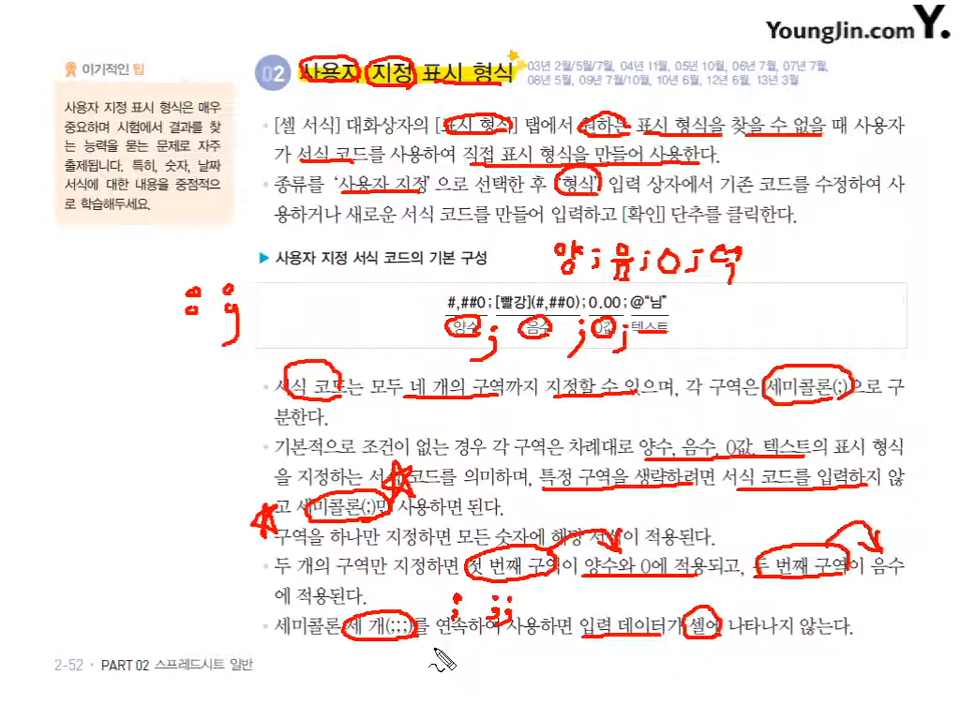 YoungJin.com Y.
이기적인 팁
사용자 지정 표시 형식은 매우
중요하며 시험에서 결과를 찾
는 능력을 묻는 문제로 자주
출제됩니다. 특히, 숫자, 날짜
서식에 대한 내용을 중점적으
로 학습해두세요.
02 사용자 지정 표시 형식
03년 2월/5월/7월, 04년 11월, 05년 10월, 06년 7월, 07년 7월,
08년 5월, 09년 7월/10월, 10년 6월, 12년 6월, 13년 3월
• [셀 서식] 대화상자의 [표시 형식] 탭에서 원하는 표시 형식을 찾을 수 없을 때 사용자
가 서식 코드를 사용하여 직접 표시 형식을 만들어 사용한다.
• 종류를 ‘사용자 지정’으로 선택한 후 ‘형식’ 입력 상자에서 기존 코드를 수정하여 사
용하거나 새로운 서식 코드를 만들어 입력하고 [확인] 단추를 클릭한다.
양;음;0;
▶ 사용자 지정 서식 코드의 기본 구성
: ;
#,##0; [빨강](#,##0); 0.00; @“님”
양수 ; 음수 ; 0값 ; 텍스트
• 서식 코드는 모두 네 개의 구역까지 지정할 수 있으며, 각 구역은 세미콜론(;)으로 구
분한다.
• 기본적으로 조건이 없는 경우 각 구역은 차례대로 양수, 음수, 0값, 텍스트의 표시 형식
을 지정하는 서식 코드를 의미하며, 특정 구역을 생략하려면 서식 코드를 입력하지 않
고 세미콜론(;)만 사용하면 된다.
구역을 하나만 지정하면 모든 숫자에 해당 서식이 적용된다.
• 두 개의 구역만 지정하면 첫 번째 구역이 양수와 0에 적용되고, 두 번째 구역이 음수
에 적용된다.
; ;;
• 세미콜론 세 개(;;;)를 연속하여 사용하면 입력 데이터가 셀에 나타나지 않는다.
2-52 • PART 02 스프레드시트 일반